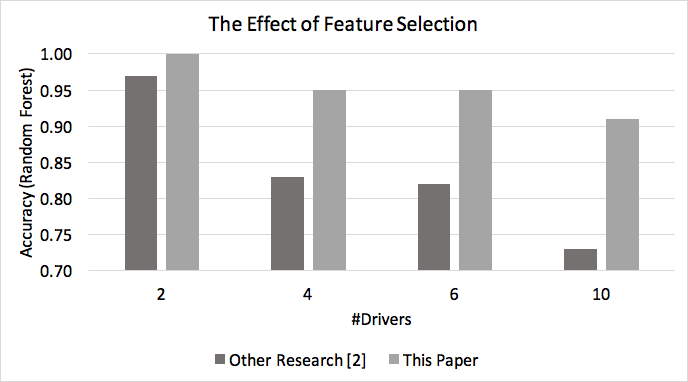 The Effect of Feature Selection
Accuracy (Random Forest)
1.00
0.95
0.90
0.85
0.80
0.75
0.70
2 4 6 10
#Drivers
Other Research [2] This Paper